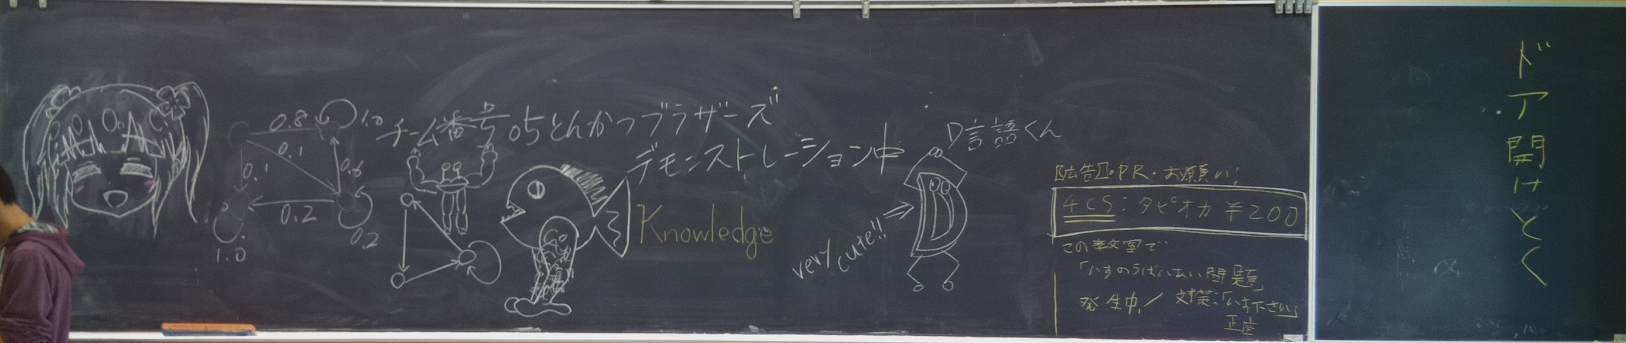 チーム番号05とんかつブラザーズ
デモンストレーション中
0.8
1.0
0.1
0.1
0.6
0.2
0.2
1.0
Knowledge
D言語くん
very cute!!
【広告】・PR・お願い!
4CS:タピオカ ¥200
この教室で
「いすのうばいあい問題」
発生中!
対策:「いす下さい」
正座
ドア開けとく